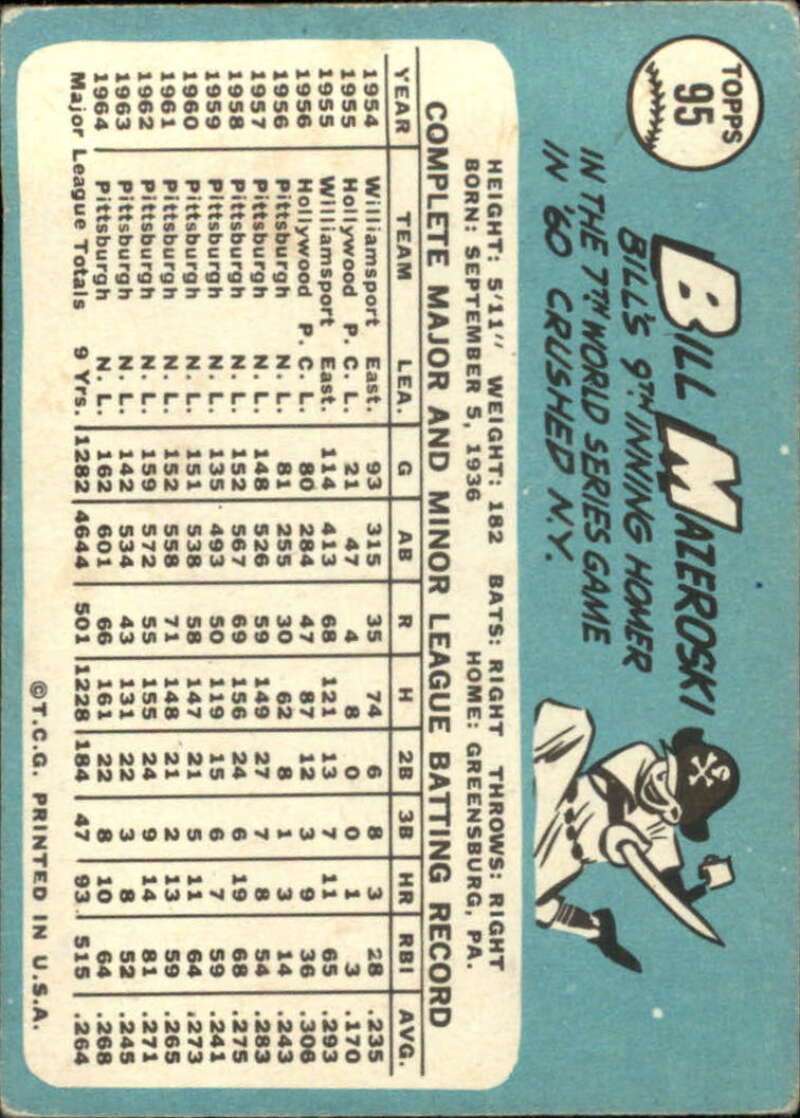 TOPPS
95
BILL MAZEROSKI
BILL'S 9TH INNING HOMER
IN THE 7TH WORLD SERIES GAME
IN '60 CRUSHED N.Y.
HEIGHT: 5'11" WEIGHT: 182 BATS: RIGHT THROWS: RIGHT
BORN: SEPTEMBER 5, 1936 HOME: GREENSBURG, PA.
COMPLETE MAJOR AND MINOR LEAGUE BATTING RECORD
YEAR TEAM LEA. G AB R H 2B 3B HR RBI AVG.
1954 Williamsport East. 93 315 35 74 6 8 3 28 .235
1955 Hollywood P. C. L. 21 47 4 8 0 0 1 3 .170
1955 Williamsport East. 114 413 68 121 13 7 11 65 .293
1956 Hollywood P. C. L. 80 284 47 87 12 3 9 36 .306
1956 Pittsburgh N. L. 81 255 30 62 8 1 3 14 .243
1957 Pittsburgh N. L. 148 526 59 149 27 7 8 54 .283
1958 Pittsburgh N. L. 152 567 69 156 24 6 19 68 .275
1959 Pittsburgh N. L. 135 493 50 119 15 6 7 59 .241
1960 Pittsburgh N. L. 151 538 58 147 21 5 11 64 .273
1961 Pittsburgh N. L. 152 558 71 148 21 2 13 59 .265
1962 Pittsburgh N. L. 159 572 55 155 24 9 14 81 .271
1963 Pittsburgh N. L. 142 534 43 131 22 3 8 52 .245
1964 Pittsburgh N. L. 162 601 66 161 22 8 10 64 .268
Major League Totals 9 Yrs. 1282 4644 501 1228 184 47 93 515 .264
©T.C.G. PRINTED IN U.S.A.